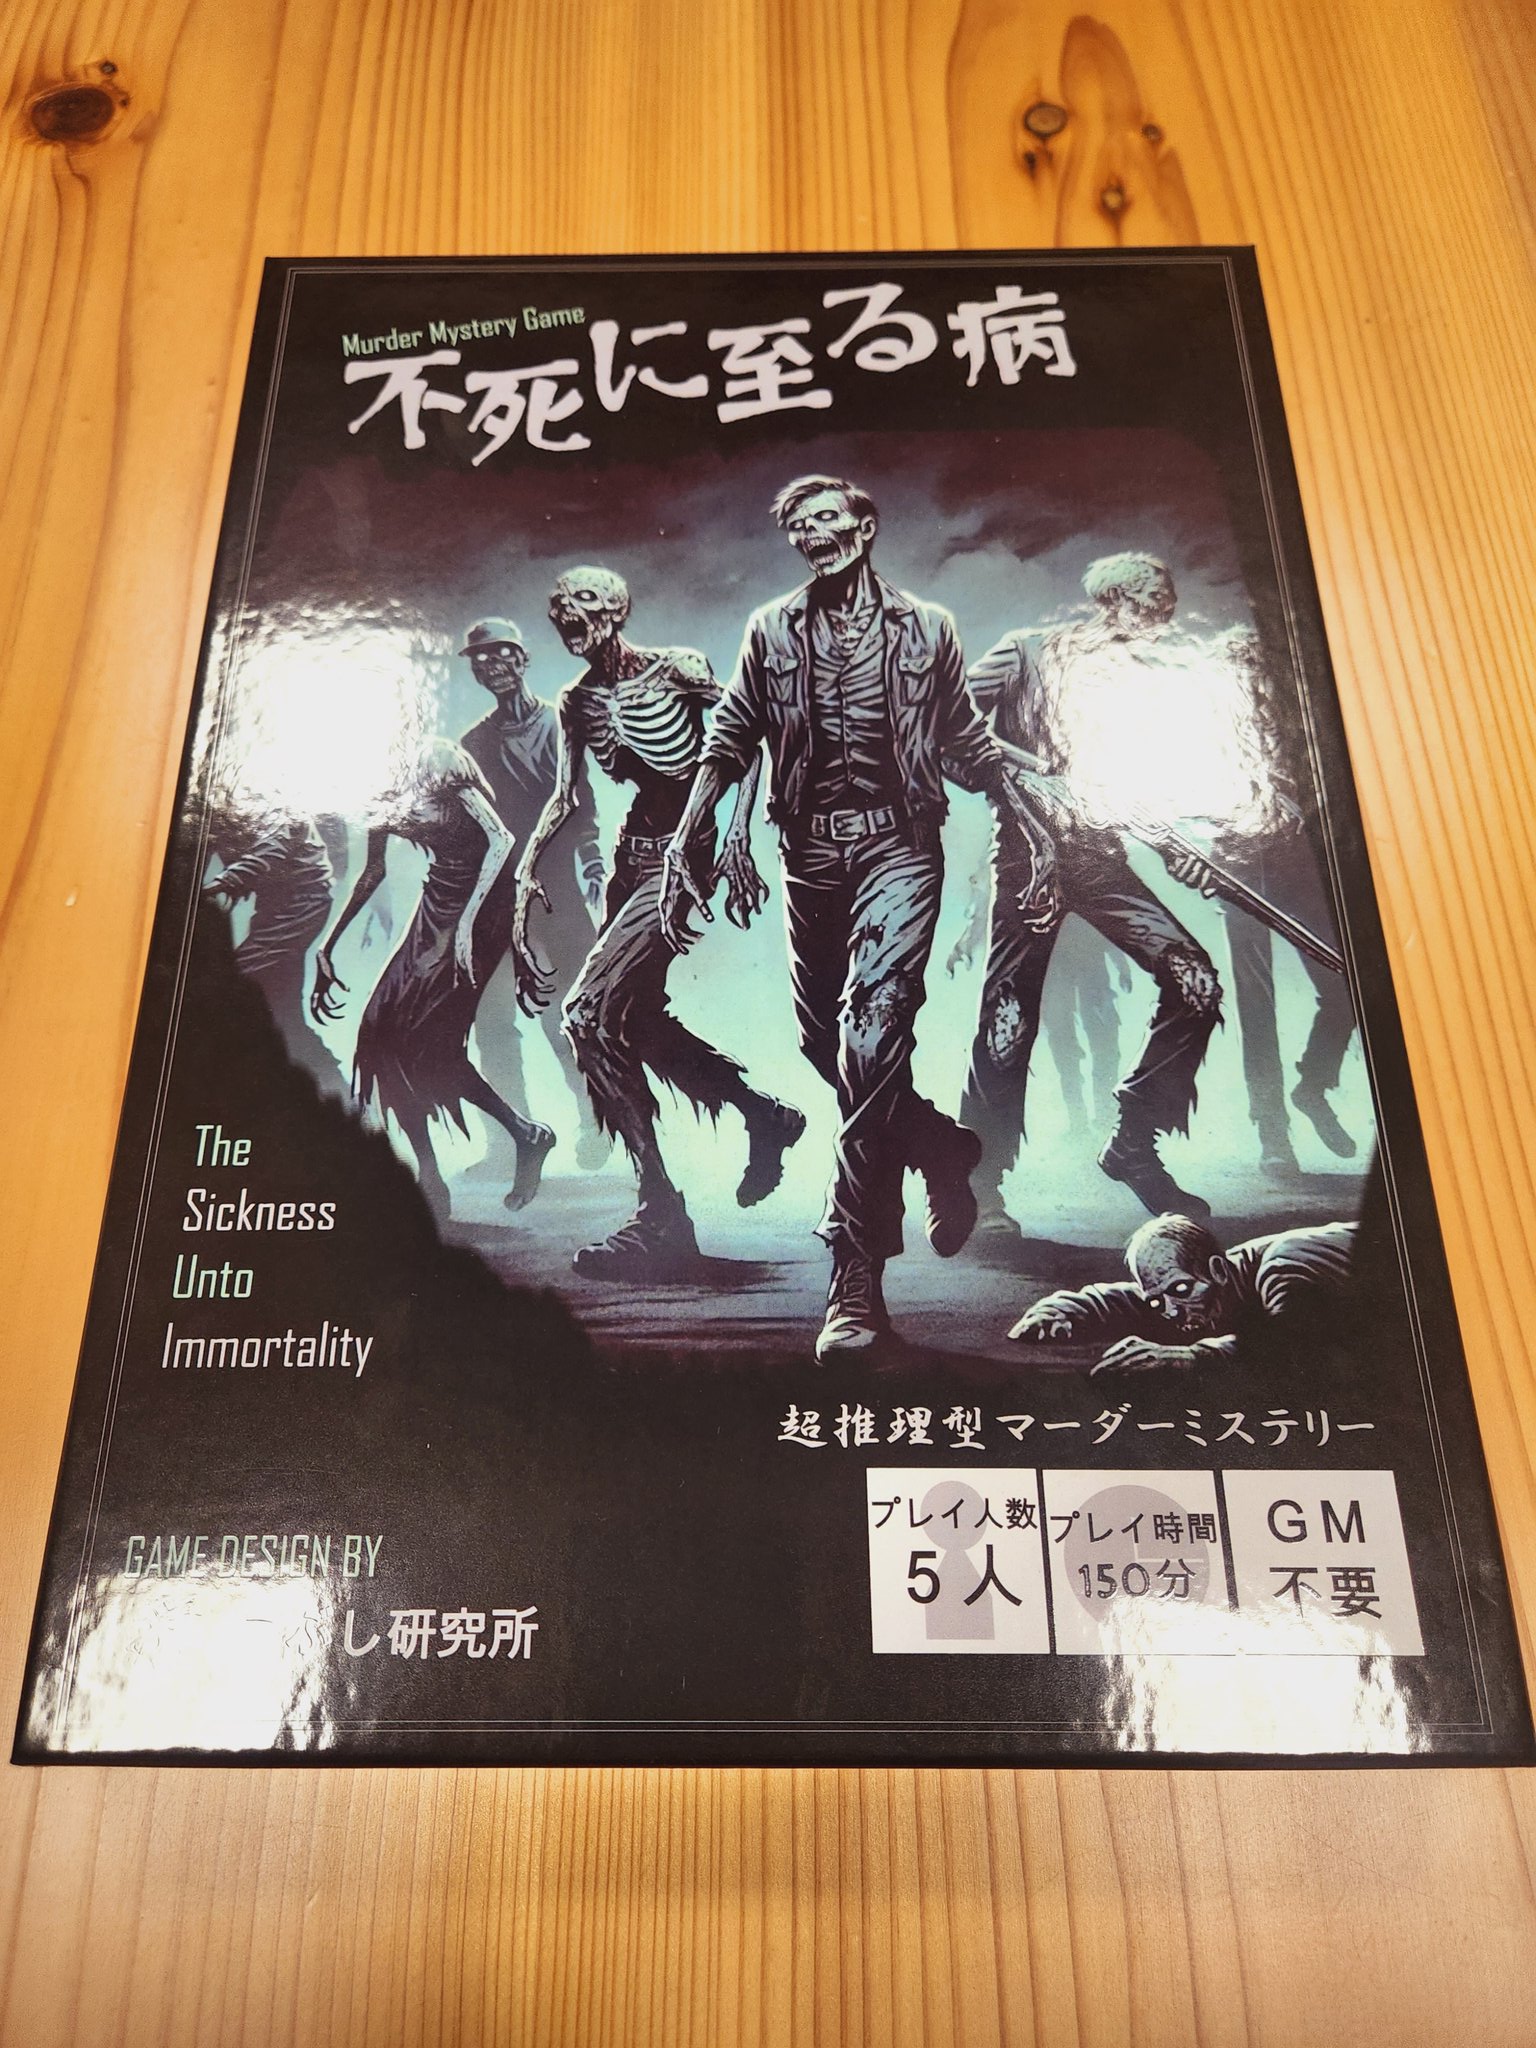 Murder Mystery Game
不死に至る病
The
Sickness
Unto
Immortality
超推理型マーダーミステリー
プレイ人数
5人
プレイ時間
150分
GM
不要
GAME DESIGN BY
し研究所